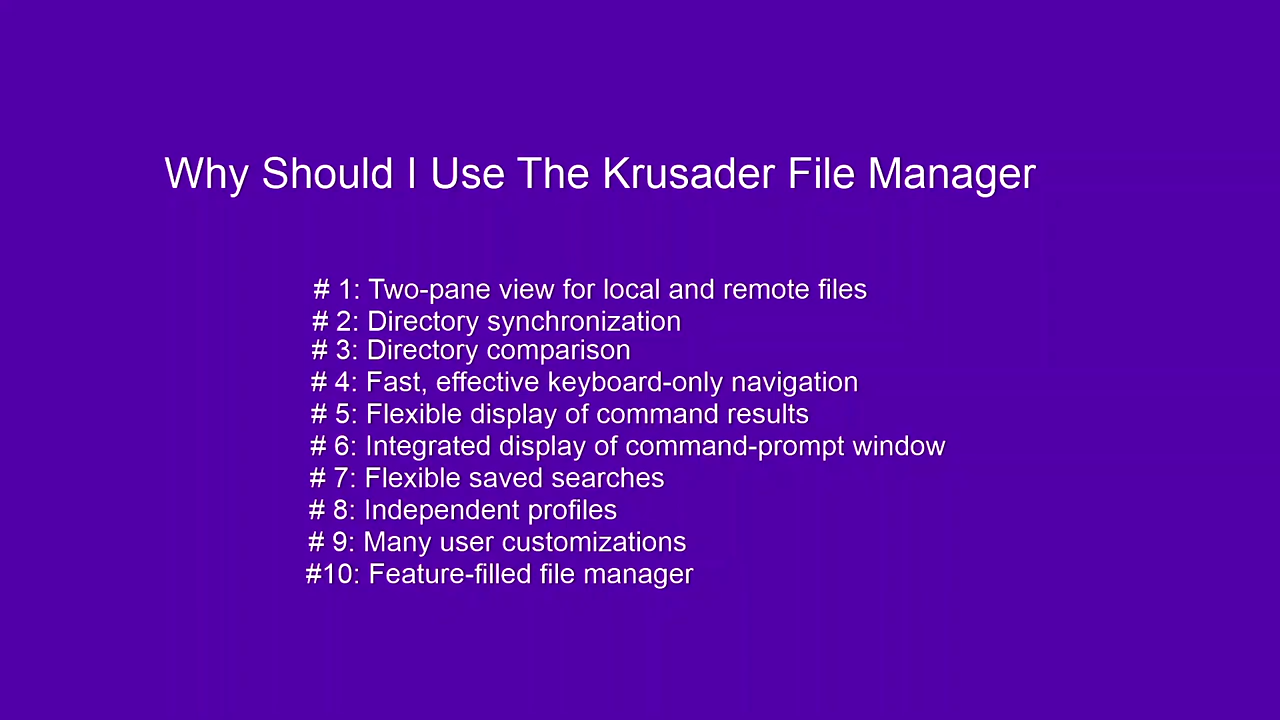 Why Should I Use The Krusader File Manager
# 1: Two-pane view for local and remote files
# 2: Directory synchronization
# 3: Directory comparison
# 4: Fast, effective keyboard-only navigation
# 5: Flexible display of command results
# 6: Integrated display of command-prompt window
# 7: Flexible saved searches
# 8: Independent profiles
# 9: Many user customizations
#10: Feature-filled file manager